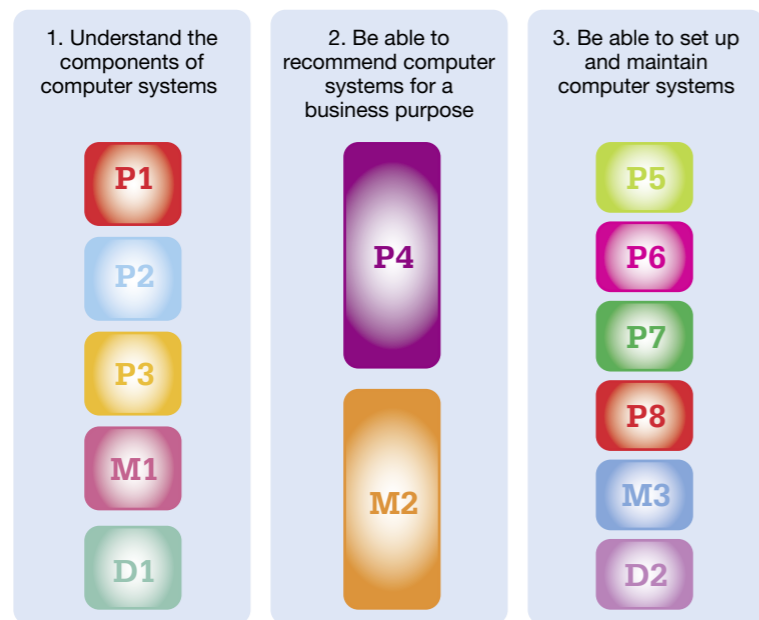 1. Understand the
components of
computer systems
P1
P2
P3
M1
D1
2. Be able to
recommend computer
systems for a
business purpose
P4
M2
3. Be able to set up
and maintain
computer systems
P5
P6
P7
P8
M3
D2